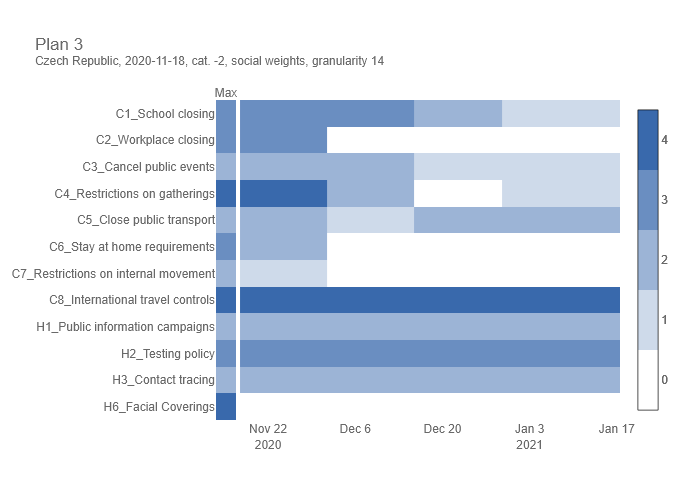 Plan 3
Czech Republic, 2020-11-18, cat. -2, social weights, granularity 14
Max
C1_School closing
C2_Workplace closing
C3_Cancel public events
C4_Restrictions on gatherings
C5_Close public transport
C6_Stay at home requirements
C7_Restrictions on internal movement
C8_International travel controls
H1_Public information campaigns
H2_Testing policy
H3_Contact tracing
H6_Facial Coverings
Nov 22 Dec 6 Dec 20 Jan 3 Jan 17
2020 2021
4
3
2
1
0